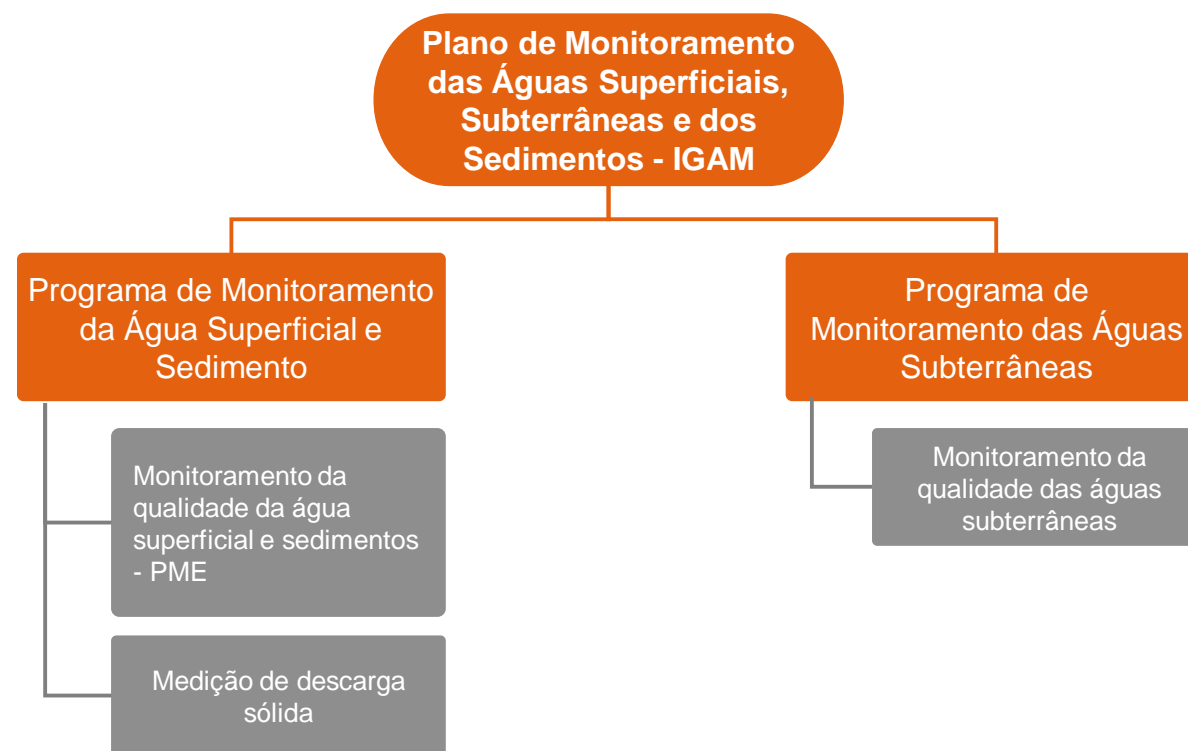 Plano de Monitoramento
das Águas Superficiais,
Subterrâneas e dos
Sedimentos - IGAM
Programa de Monitoramento
da Água Superficial e
Sedimento
Programa de
Monitoramento das Águas
Subterrâneas
Monitoramento da
qualidade da água
superficial e sedimentos
- PME
Monitoramento da
qualidade das águas
subterrâneas
Medição de descarga
sólida